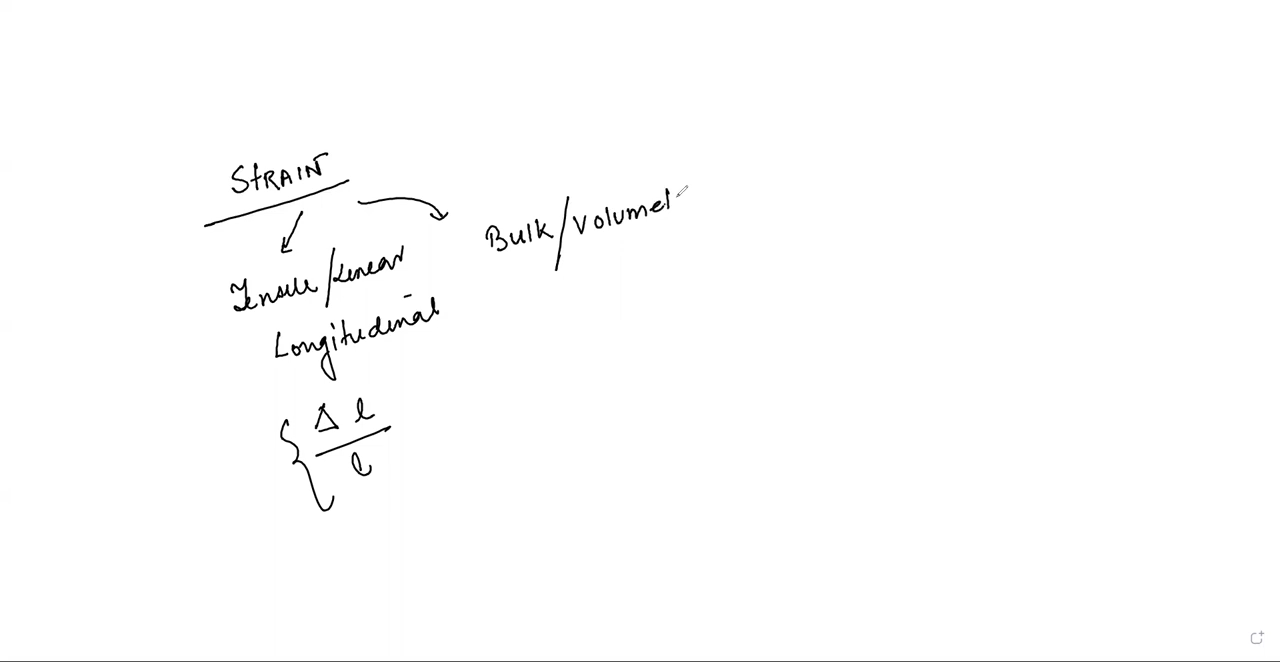 STRAIN
Tensile/Linear
Longitudinal
Δ l
l
Bulk/Volumet